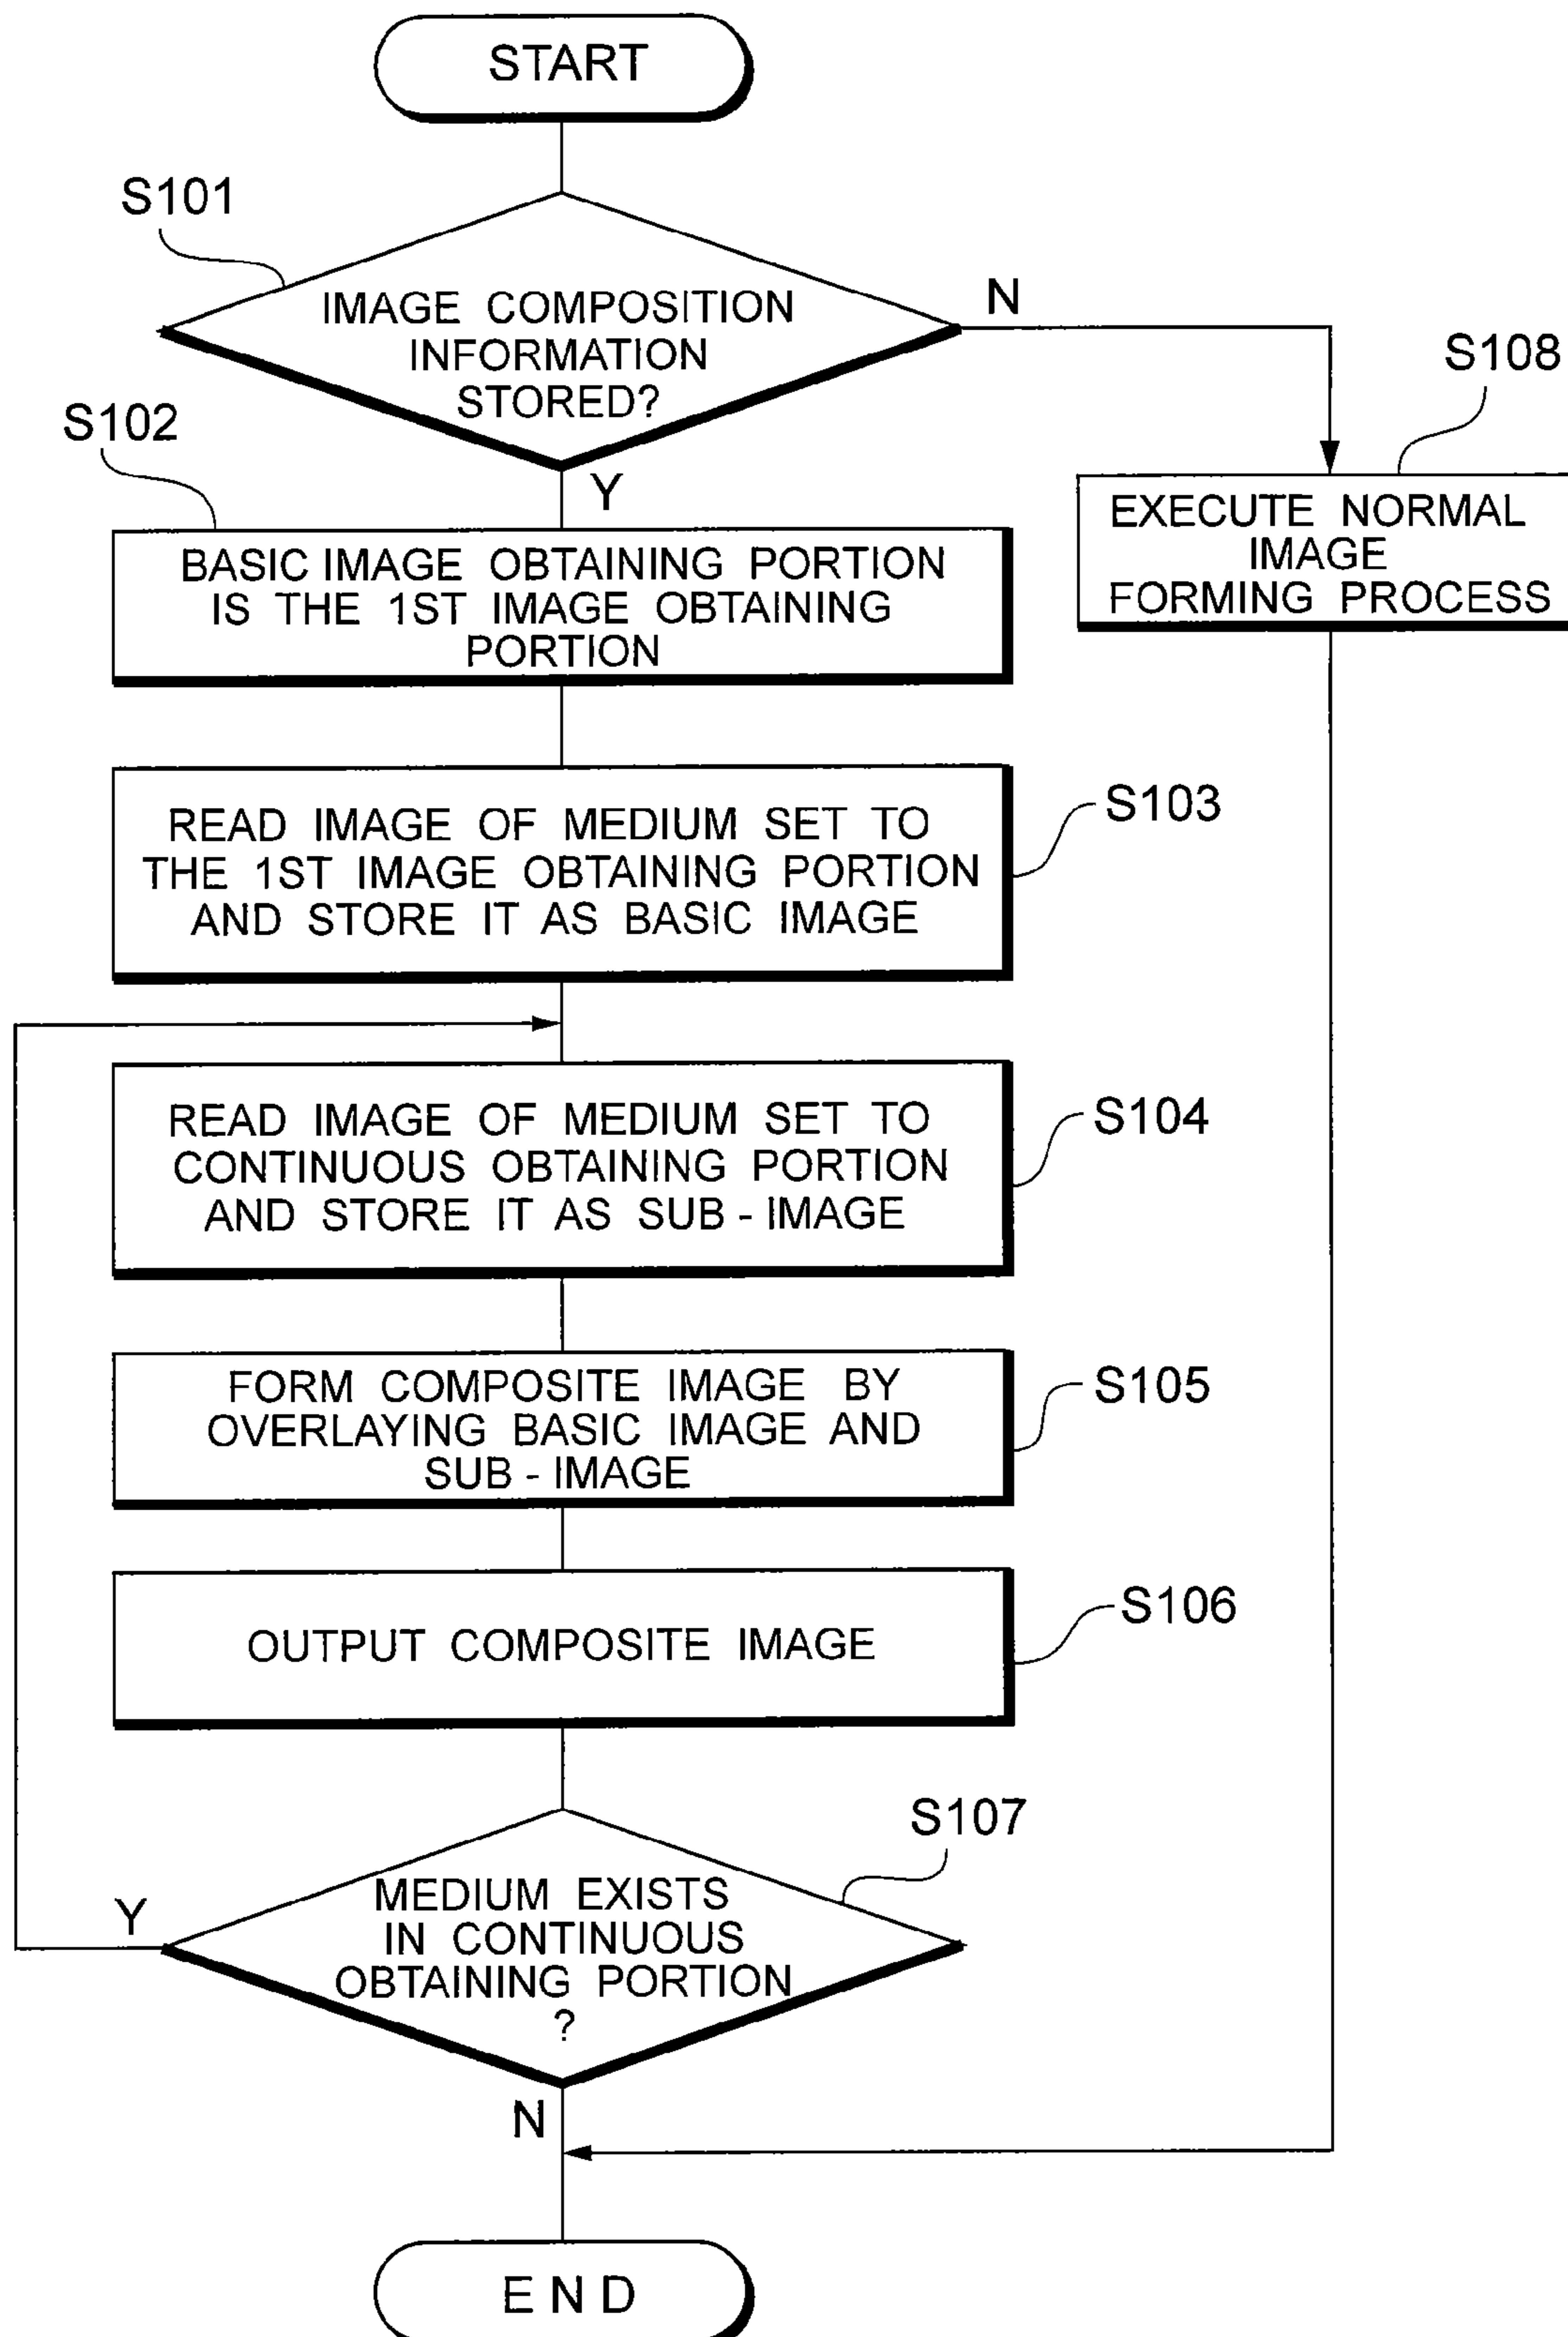 START
S101
IMAGE COMPOSITION
INFORMATION
STORED?
N
Y
S108
EXECUTE NORMAL
IMAGE
FORMING PROCESS
S102
BASIC IMAGE OBTAINING PORTION
IS THE 1ST IMAGE OBTAINING
PORTION
S103
READ IMAGE OF MEDIUM SET TO
THE 1ST IMAGE OBTAINING PORTION
AND STORE IT AS BASIC IMAGE
S104
READ IMAGE OF MEDIUM SET TO
CONTINUOUS OBTAINING PORTION
AND STORE IT AS SUB - IMAGE
S105
FORM COMPOSITE IMAGE BY
OVERLAYING BASIC IMAGE AND
SUB - IMAGE
S106
OUTPUT COMPOSITE IMAGE
S107
MEDIUM EXISTS
IN CONTINUOUS
OBTAINING PORTION
?
Y
N
END